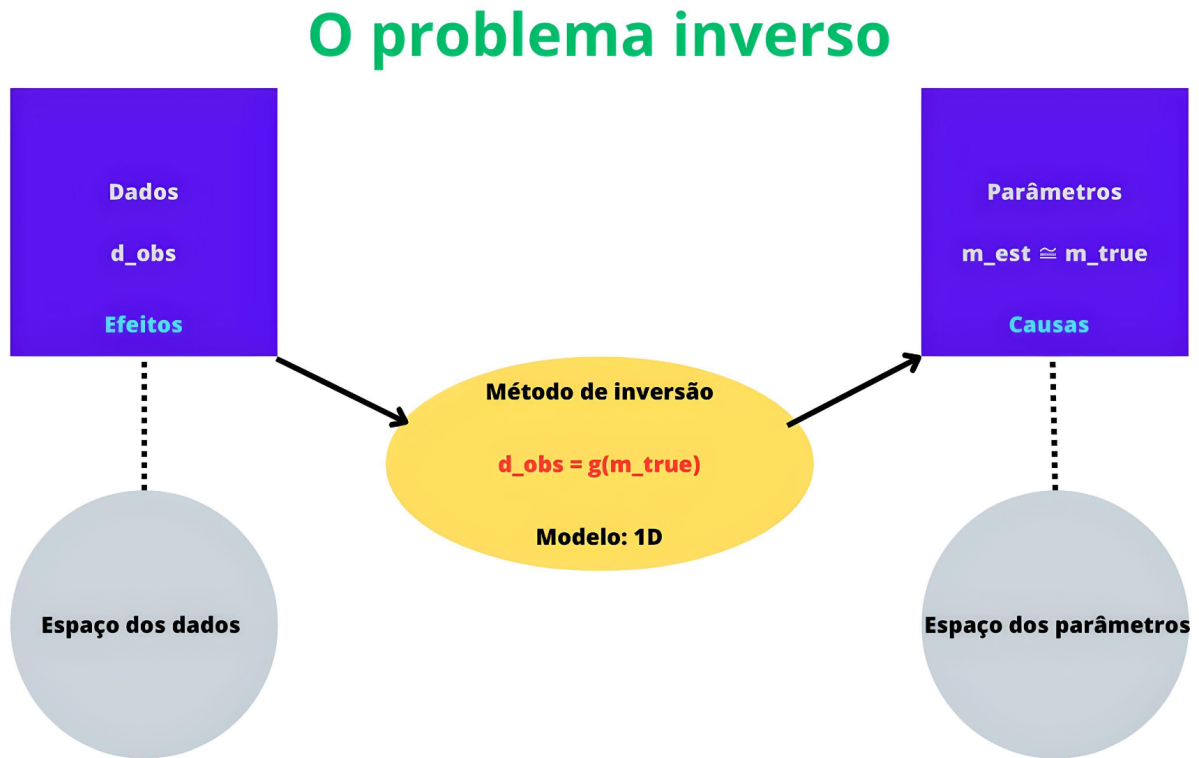 O problema inverso
Dados
d_obs
Efeitos
Parâmetros
m_est ≅ m_true
Causas
Método de inversão
d_obs = g(m_true)
Modelo: 1D
Espaço dos dados
Espaço dos parâmetros